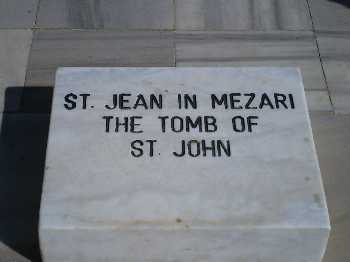 ST. JEAN IN MEZARI
THE TOMB OF
ST. JOHN